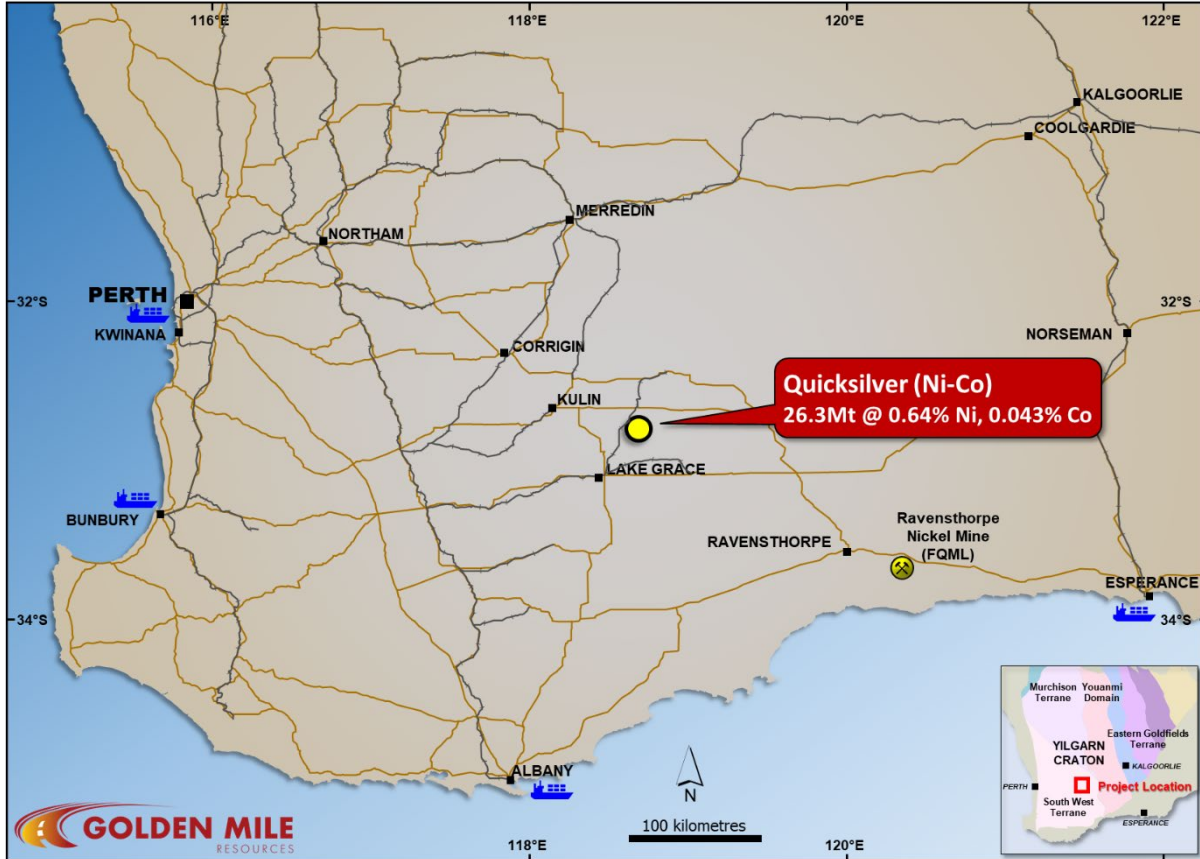 116°E
118°E
120°E
122°E
KALGOORLIE
COOLGARDIE
MERREDIN
NORTHAM
PERTH
32°S
32°S
KWINANA
NORSEMAN
CORRIGIN
Quicksilver (Ni-Co)
26.3Mt @ 0.64% Ni, 0.043% Co
KULIN
LAKE GRACE
BUNBURY
RAVENSTHORPE
Ravensthorpe
Nickel Mine
(FQML)
ESPERANCE
34°S
34°S
ALBANY
N
100 kilometres
118°E
120°E
GOLDEN MILE
RESOURCES
Murchison
Terrane
Youanmi
Domain
Eastern Goldfields
Terrane
YILGARN
CRATON
KALGOORLIE
PERTH
Project Location
South West
Terrane
ESPERANCE